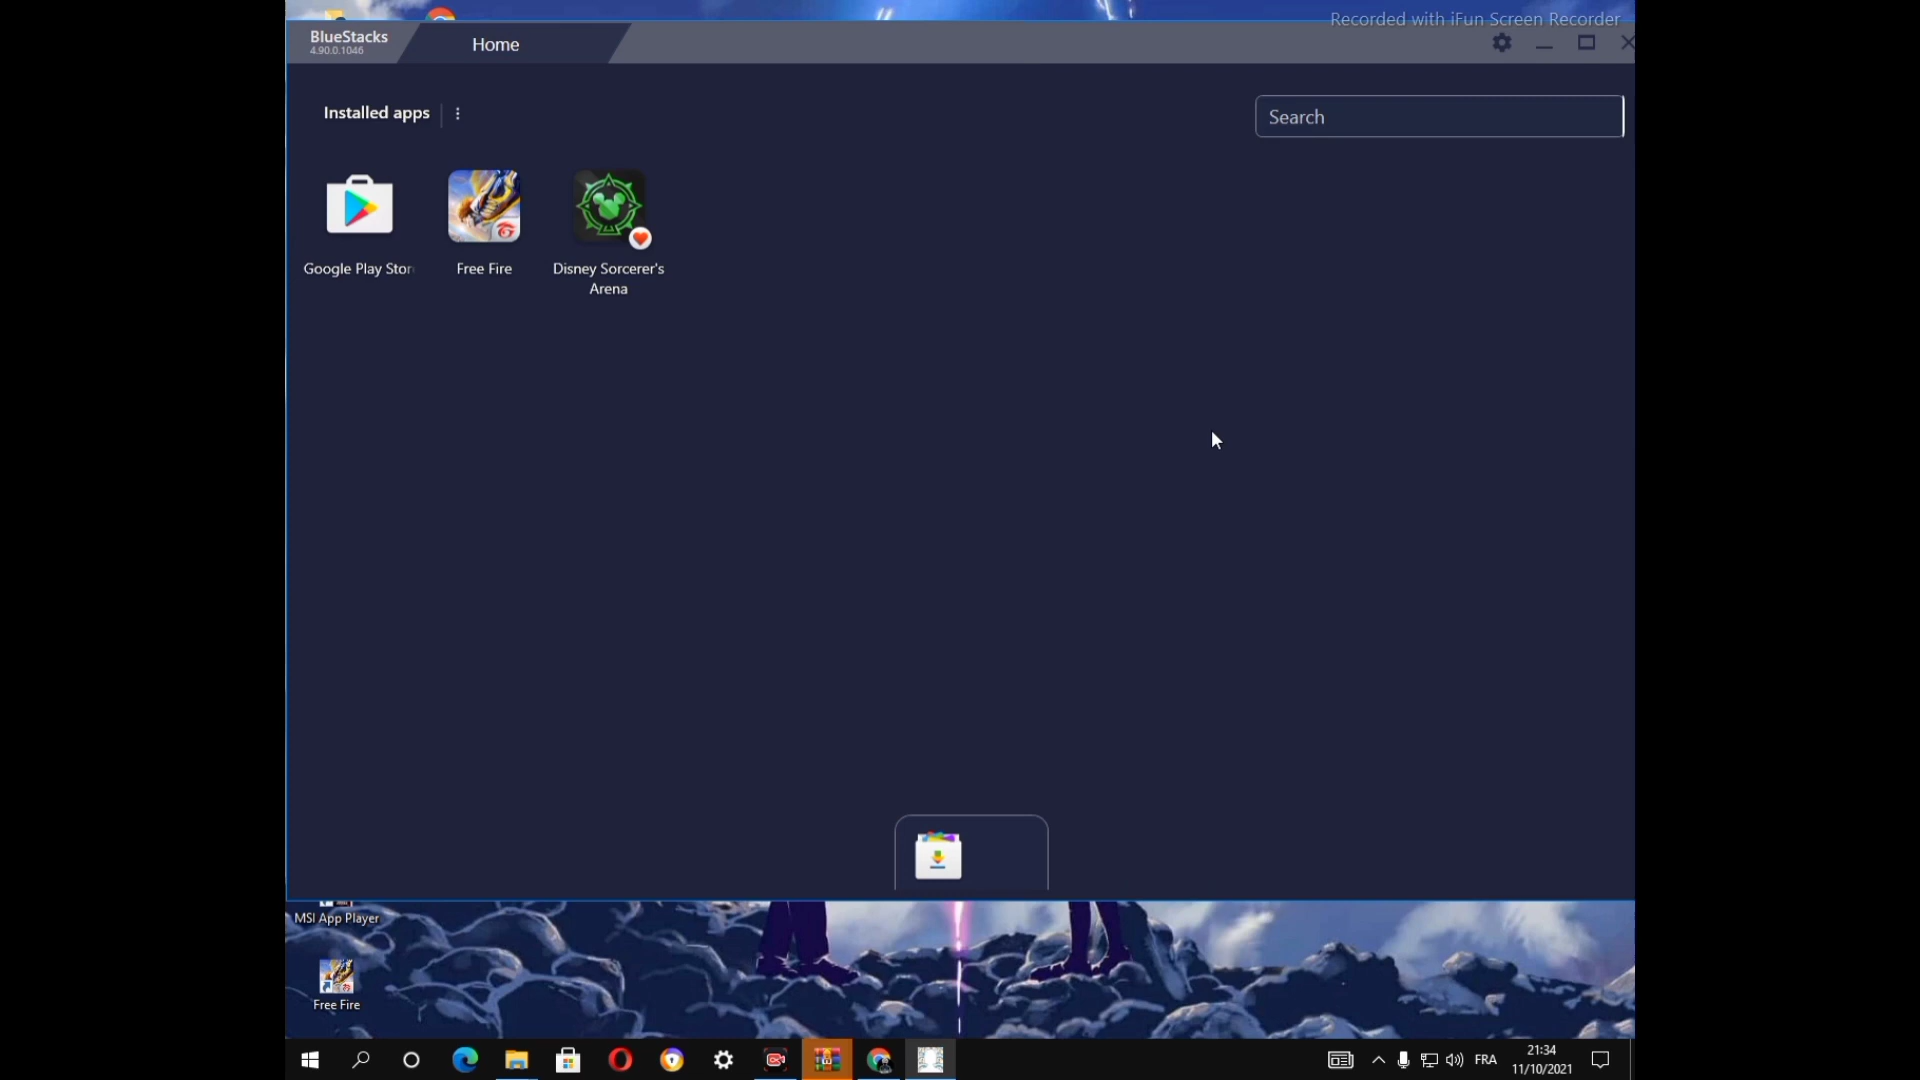 Recorded with iFun Screen Recorder
BlueStacks
4.90.0.1046
Home
Installed apps
Search
Google Play Stor
Free Fire
Disney Sorcerer's
Arena
MSI App Player
Free Fire
FRA
21:34
11/10/2021